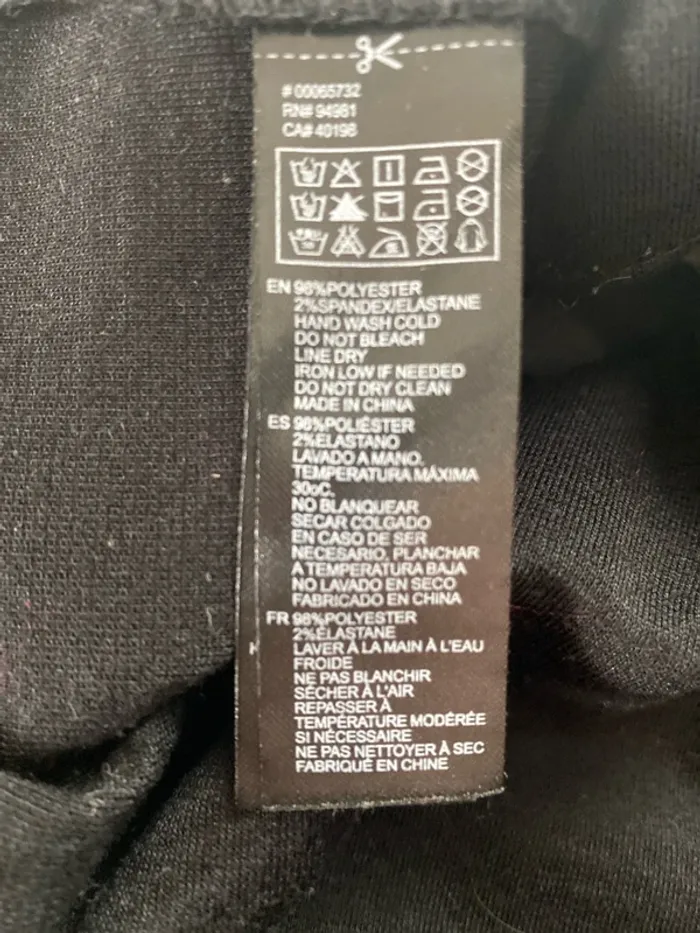 # 00065732
RN# 94981
CA# 40198
EN 98%POLYESTER
2%SPANDEX/ELASTANE
HAND WASH COLD
DO NOT BLEACH
LINE DRY
IRON LOW IF NEEDED
DO NOT DRY CLEAN
MADE IN CHINA
ES 98%POLIÉSTER
2%ELASTANO
LAVADO A MANO.
TEMPERATURA MÁXIMA
30oC.
NO BLANQUEAR
SECAR COLGADO
EN CASO DE SER
NECESARIO, PLANCHAR
A TEMPERATURA BAJA
NO LAVADO EN SECO
FABRICADO EN CHINA
FR 98%POLYESTER
2%ÉLASTANE
LAVER À LA MAIN À L'EAU
FROIDE
NE PAS BLANCHIR
SÉCHER À L'AIR
REPASSER À
TEMPÉRATURE MODÉRÉE
SI NÉCESSAIRE
NE PAS NETTOYER À SEC
FABRIQUÉ EN CHINE